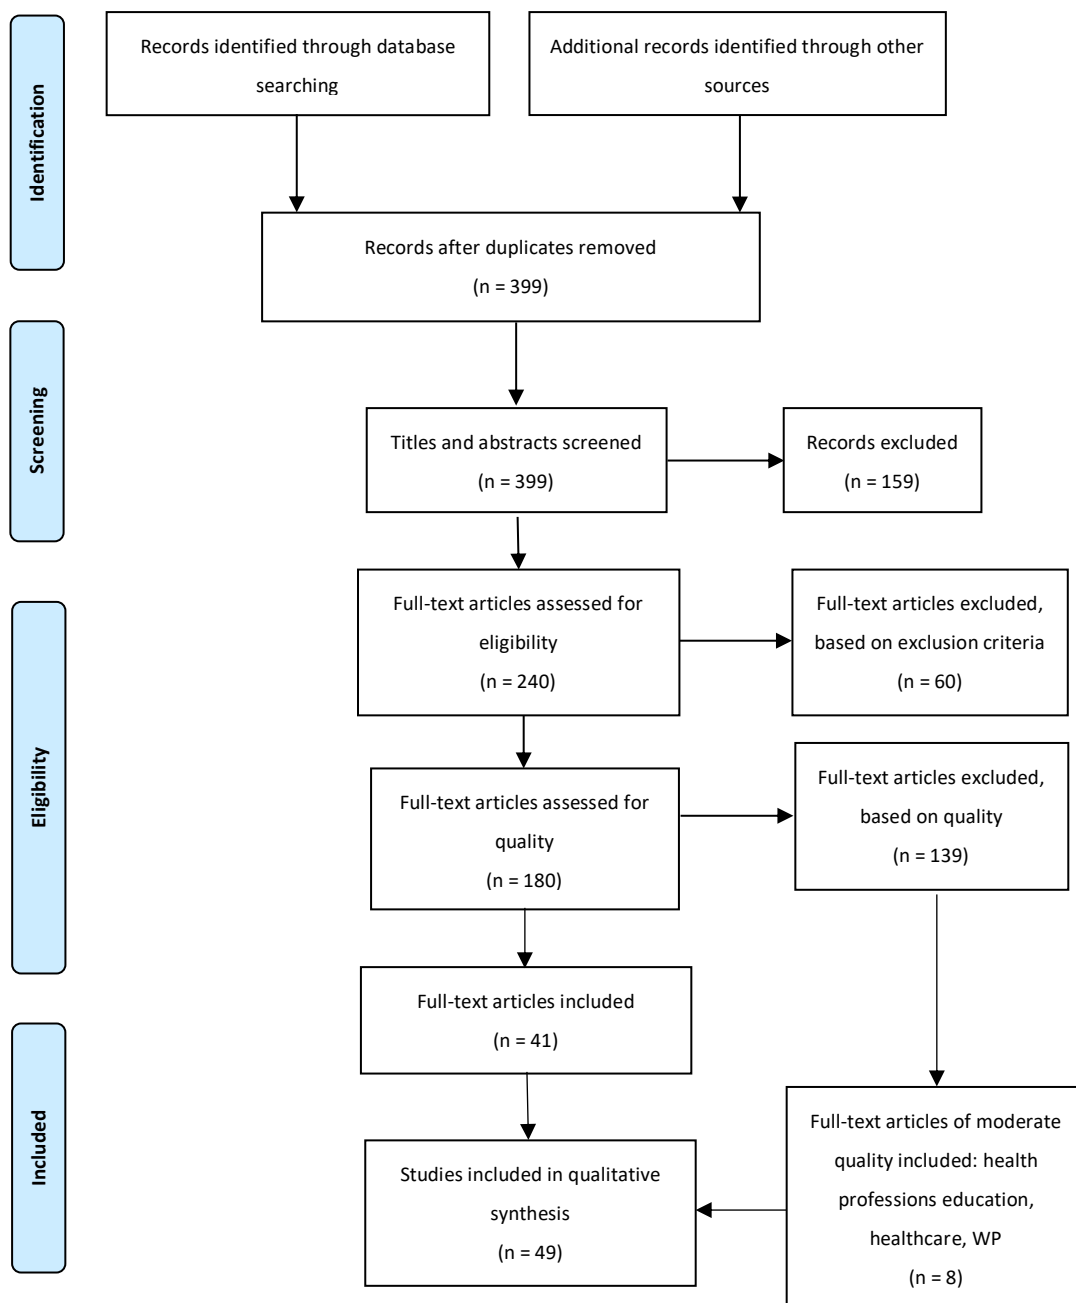 Identification
Records identified through database
searching
Additional records identified through other
sources
Records after duplicates removed
(n = 399)
Screening
Titles and abstracts screened
(n = 399)
Records excluded
(n = 159)
Eligibility
Full-text articles assessed for
eligibility
(n = 240)
Full-text articles excluded,
based on exclusion criteria
(n = 60)
Full-text articles assessed for
quality
(n = 180)
Full-text articles excluded,
based on quality
(n = 139)
Full-text articles included
(n = 41)
Included
Full-text articles of moderate
quality included: health
professions education,
healthcare, WP
(n = 8)
Studies included in qualitative
synthesis
(n = 49)